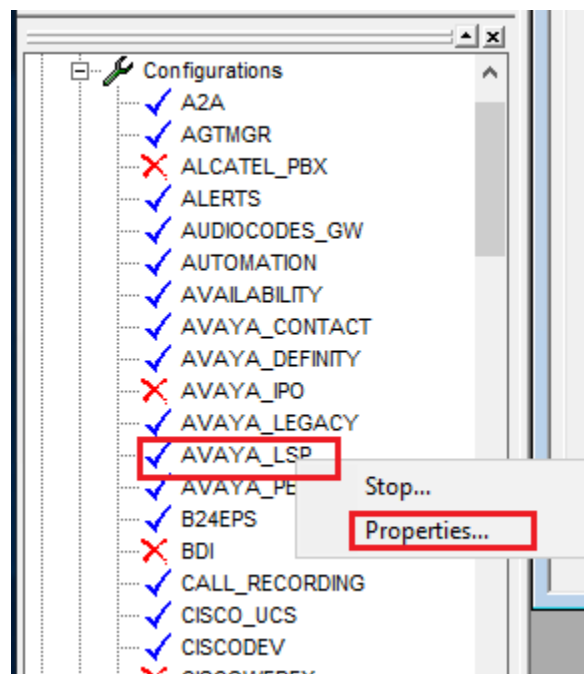 Configurations
A2A
AGTMGR
ALCATEL_PBX
ALERTS
AUDIOCODES_GW
AUTOMATION
AVAILABILITY
AVAYA_CONTACT
AVAYA_DEFINITY
AVAYA_IPO
AVAYA_LEGACY
AVAYA_LSP
Stop...
AVAYA_PE
B24EPS
Properties...
BDI
CALL_RECORDING
CISCO_UCS
CISCODEV